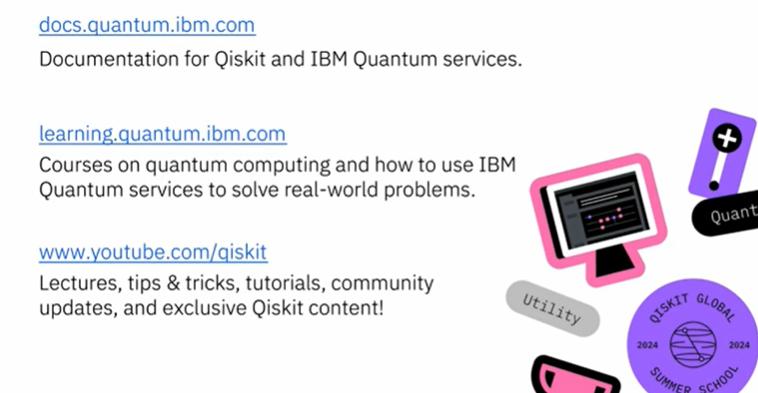 docs.quantum.ibm.com
Documentation for Qiskit and IBM Quantum services.
learning.quantum.ibm.com
Courses on quantum computing and how to use IBM
Quantum services to solve real-world problems.
www.youtube.com/qiskit
Lectures, tips & tricks, tutorials, community
updates, and exclusive Qiskit content!
Quant
Utility
QISKIT GLOBAL
2024 2024
SUMMER SCHOOL